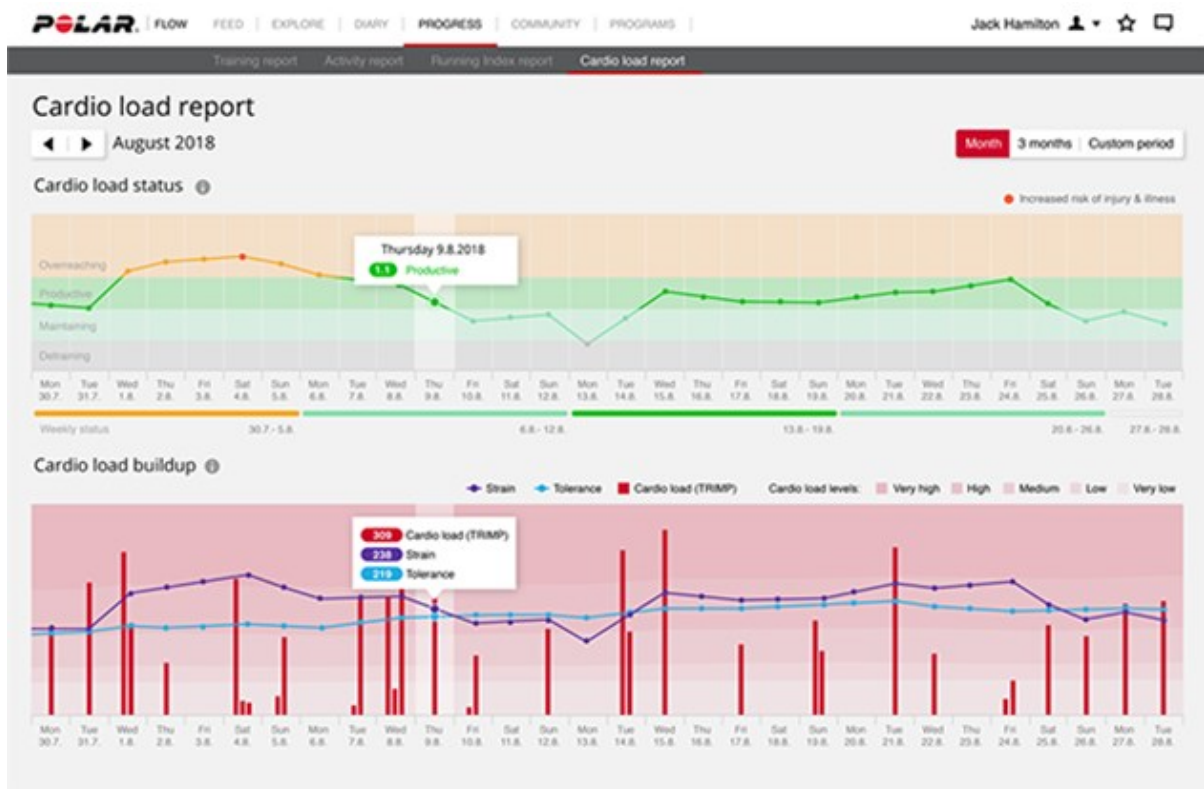 POLAR. FLOW FEED EXPLORE DIARY PROGRESS COMMUNITY PROGRAMS Jack Hamilton
Training report Activity report Running Index report Cardio load report
Cardio load report
August 2018 Month 3 months Custom period
Cardio load status
Increased risk of injury & illness
Thursday 9.8.2018
1.1 Productive
Overreaching
Productive
Maintaining
Detraining
Mon Tue Wed Thu Fri Sat Sun Mon Tue Wed Thu Fri Sat Sun Mon Tue Wed Thu Fri Sat Sun Mon Tue Wed Thu Fri Sat Sun Mon Tue
30.7. 31.7. 1.8. 2.8. 3.8. 4.8. 5.8. 6.8. 7.8. 8.8. 9.8. 10.8. 11.8. 12.8. 13.8. 14.8. 15.8. 16.8. 17.8. 18.8. 19.8. 20.8. 21.8. 22.8. 23.8. 24.8. 25.8. 26.8. 27.8. 28.8.
Weekly status 30.7.- 5.8. 6.8.- 12.8. 13.8.- 19.8. 20.8.- 26.8. 27.8.- 28.8.
Cardio load buildup
Strain Tolerance Cardio load (TRIMP) Cardio load levels: Very high High Medium Low Very low
309 Cardio load (TRIMP)
238 Strain
219 Tolerance
Mon Tue Wed Thu Fri Sat Sun Mon Tue Wed Thu Fri Sat Sun Mon Tue Wed Thu Fri Sat Sun Mon Tue Wed Thu Fri Sat Sun Mon Tue
30.7. 31.7. 1.8. 2.8. 3.8. 4.8. 5.8. 6.8. 7.8. 8.8. 9.8. 10.8. 11.8. 12.8. 13.8. 14.8. 15.8. 16.8. 17.8. 18.8. 19.8. 20.8. 21.8. 22.8. 23.8. 24.8. 25.8. 26.8. 27.8. 28.8.